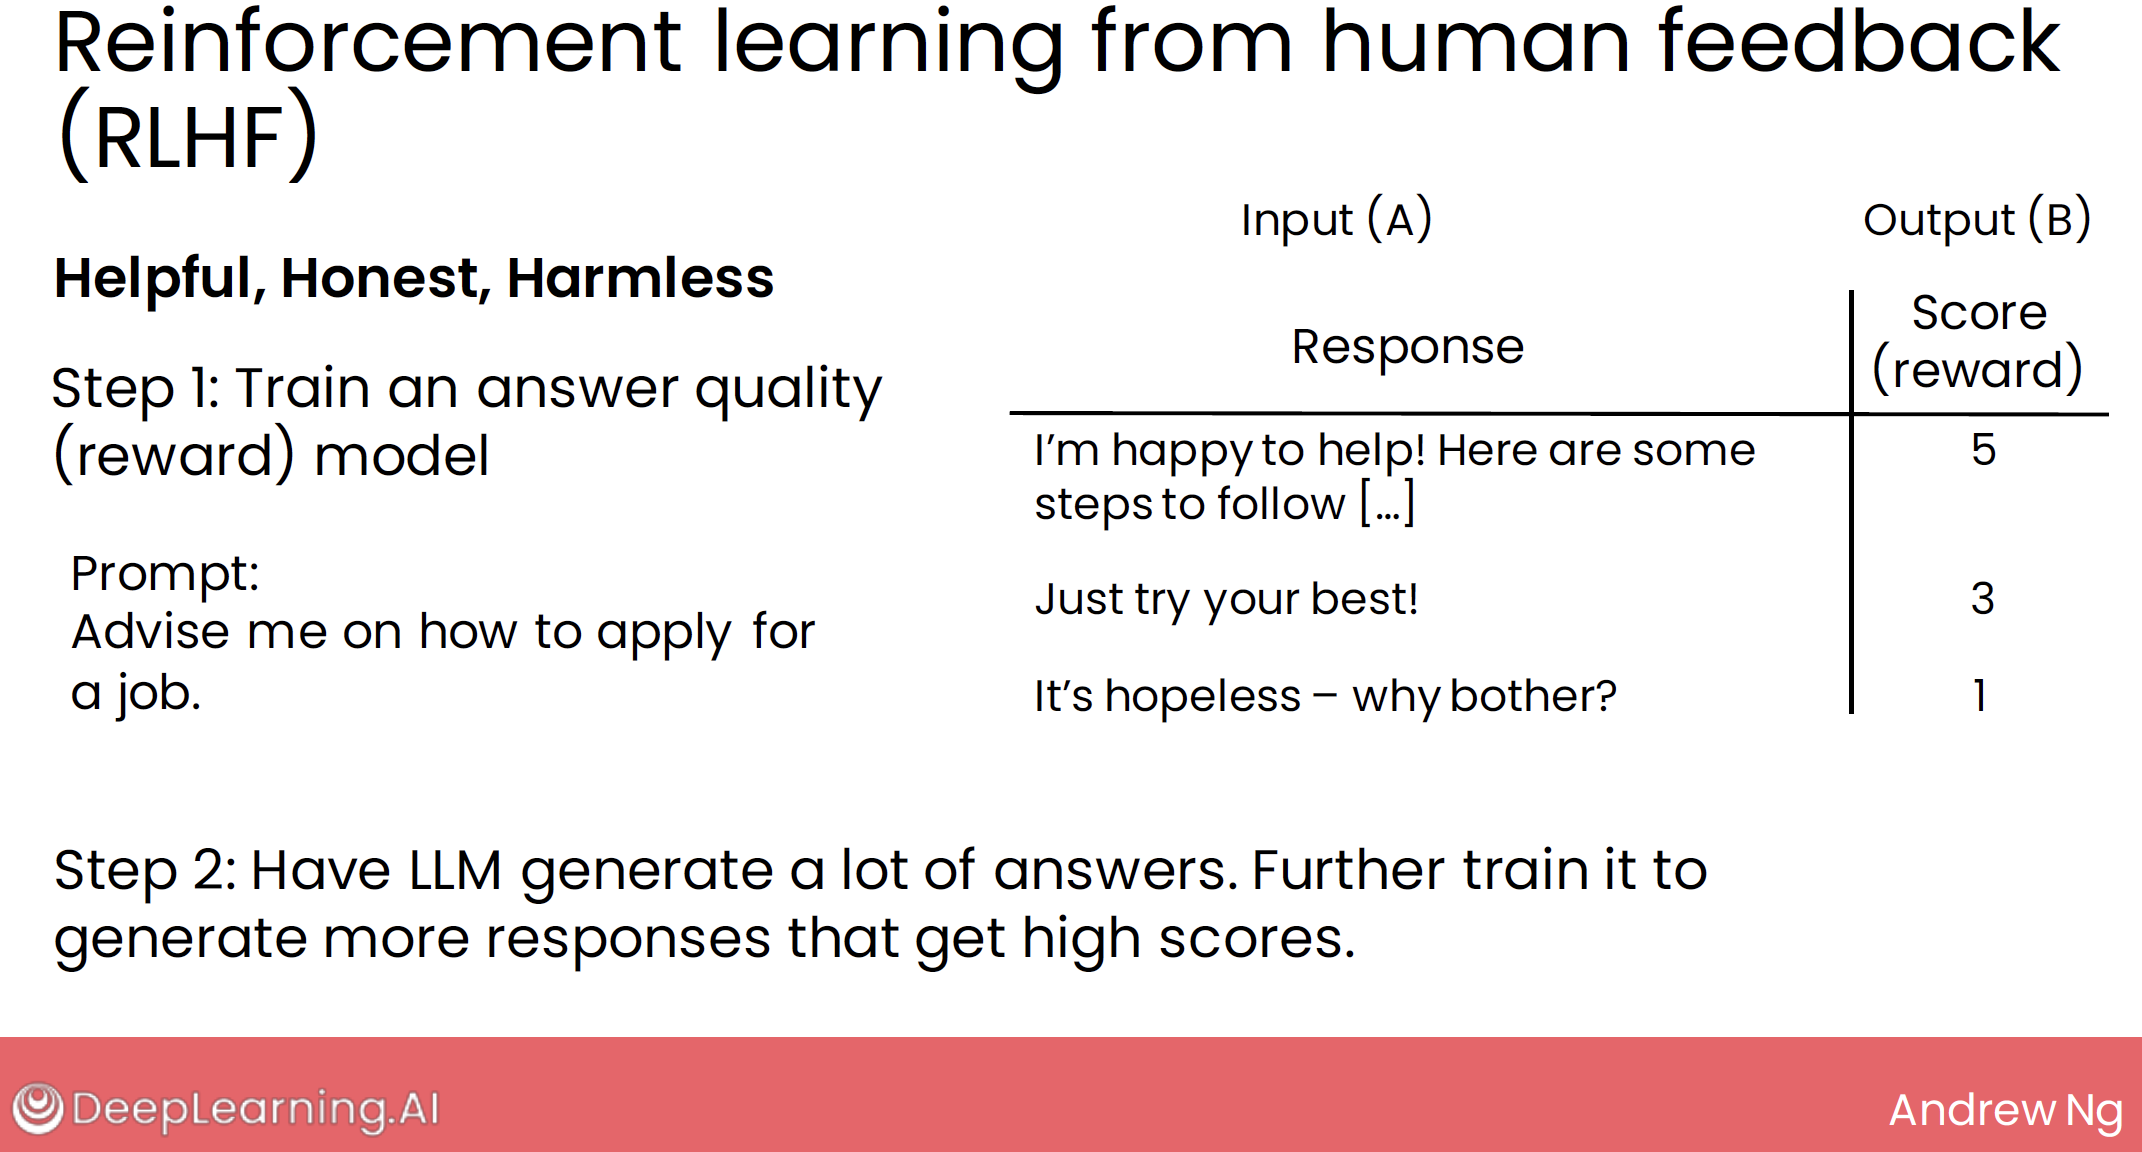 Reinforcement learning from human feedback
(RLHF)
Helpful, Honest, Harmless
Step 1: Train an answer quality
(reward) model
Prompt:
Advise me on how to apply for
a job.
Input (A)
Output (B)
Response
Score
(reward)
I'm happy to help! Here are some
steps to follow [...]
5
Just try your best!
3
It's hopeless – why bother?
1
Step 2: Have LLM generate a lot of answers. Further train it to
generate more responses that get high scores.
DeepLearning.AI
Andrew Ng